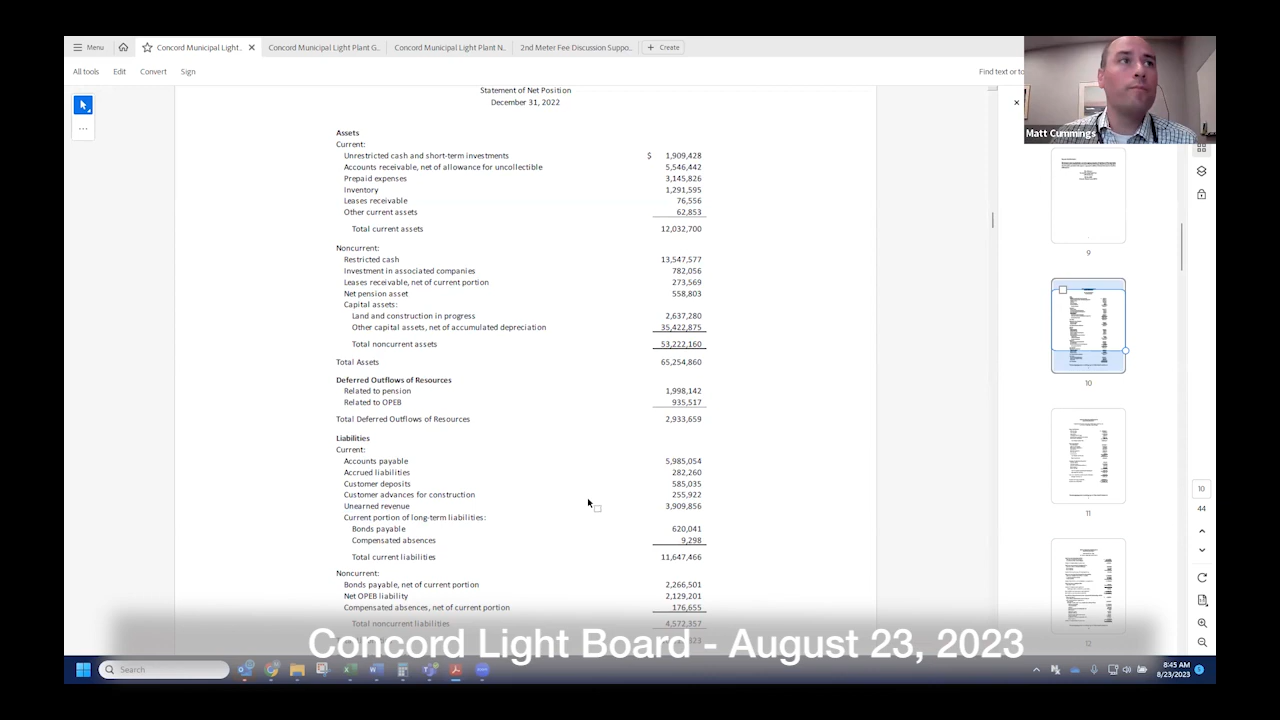 Menu
Concord Municipal Light...
Concord Municipal Light Plant G...
Concord Municipal Light Plant N...
2nd Meter Fee Discussion Suppo...
+ Create
All tools Edit Convert Sign
Find text or to
Matt Cummings
Statement of Net Position
December 31, 2022
Assets
Current:
Unrestricted cash and short-term investments $ 1,909,428
Accounts receivable, net of allowance for uncollectible 5,546,442
Prepaid expenses 3,145,826
Inventory 1,291,595
Leases receivable 76,556
Other current assets 62,853
Total current assets 12,032,700
Noncurrent:
Restricted cash 13,547,577
Investment in associated companies 782,056
Leases receivable, net of current portion 273,569
Net pension asset 558,803
Capital assets:
Land and construction in progress 2,637,280
Other capital assets, net of accumulated depreciation 35,422,875
Total noncurrent assets 53,222,160
Total Assets 65,254,860
Deferred Outflows of Resources
Related to pension 1,998,142
Related to OPEB 935,517
Total Deferred Outflows of Resources 2,933,659
Liabilities
Current:
Accounts payable 5,985,054
Accrued liabilities 282,260
Customer deposits 585,035
Customer advances for construction 255,922
Unearned revenue 3,909,856
Current portion of long-term liabilities:
Bonds payable 620,041
Compensated absences 9,298
Total current liabilities 11,647,466
Noncurrent:
Bonds payable, net of current portion 2,266,501
Net OPEB liability 2,129,201
Compensated absences, net of current portion 176,655
Total noncurrent liabilities 4,572,357
9
10
11
12
10
44
Concord Light Board - August 23, 2023
Search
8:45 AM
8/23/2023